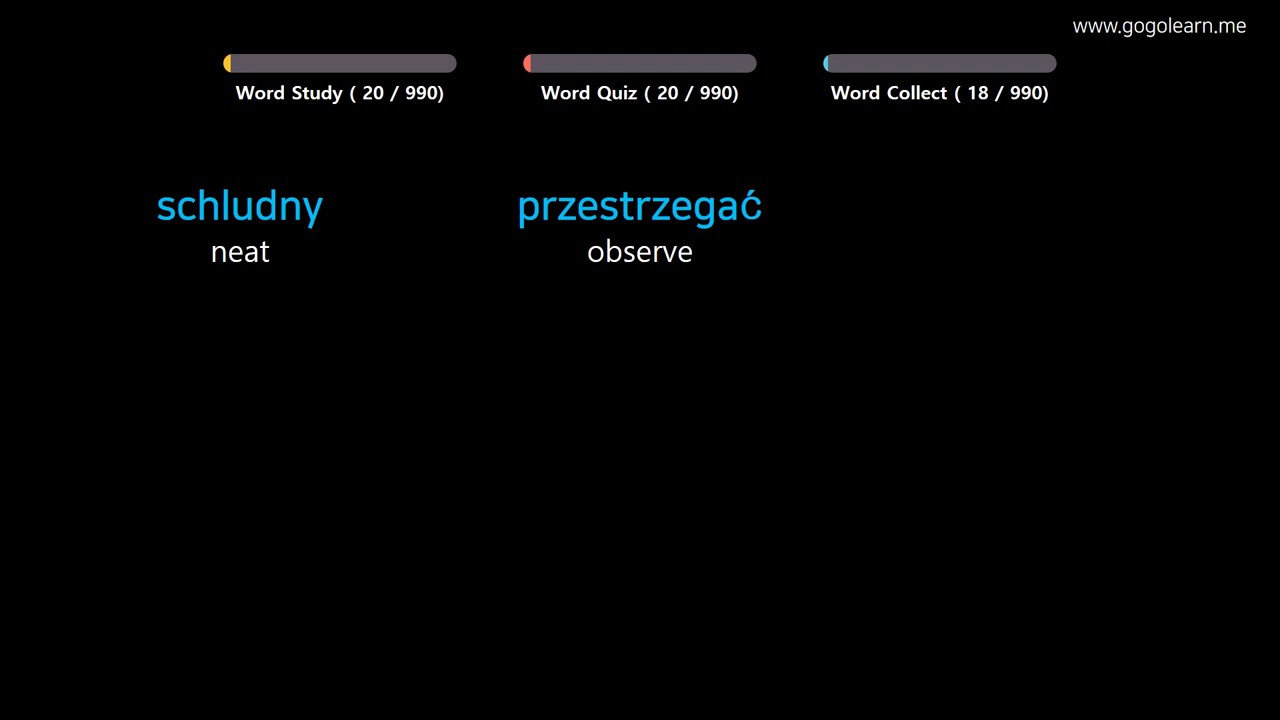 www.gogolearn.me
Word Study ( 20 / 990)
Word Quiz ( 20 / 990)
Word Collect ( 18 / 990)
schludny
przestrzegać
neat
observe